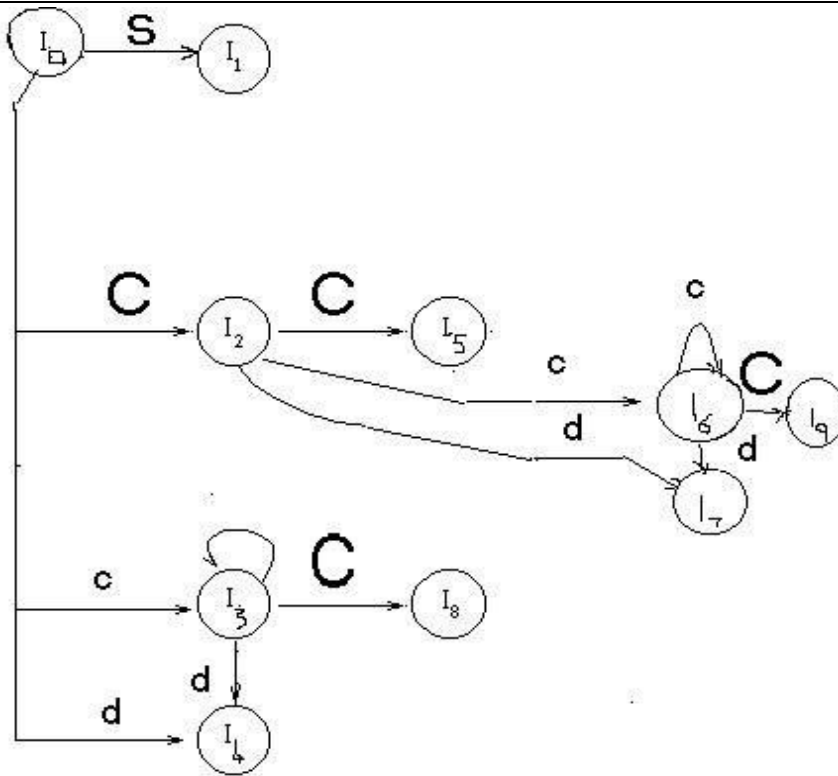 I₀ S I₁
C I₂ C I₅ c
c I₆ C I₉
d d I₇
c I₃ C I₈
d
d I₄